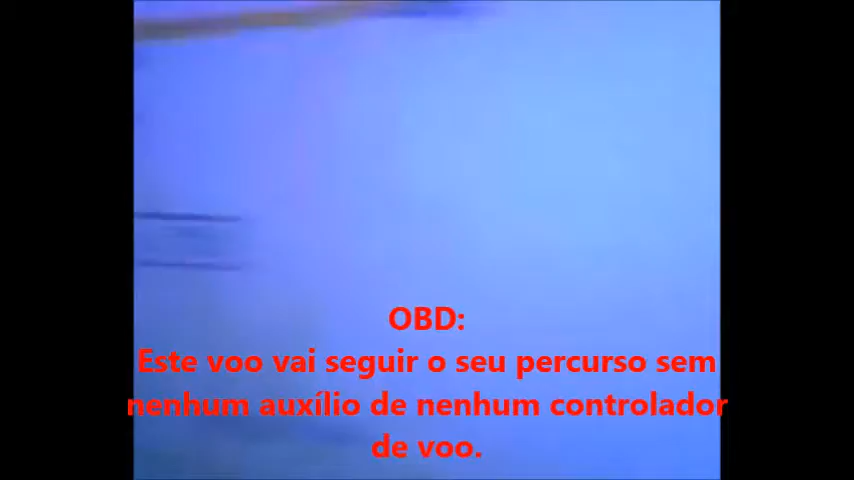 OBD:
Este voo vai seguir o seu percurso sem
nenhum auxílio de nenhum controlador
de voo.